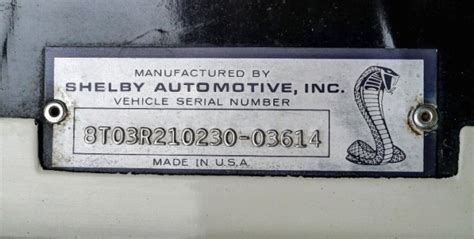 MANUFACTURED BY
SHELBY AUTOMOTIVE, INC.
VEHICLE SERIAL NUMBER
8T03R210230-03614
MADE IN U.S.A.